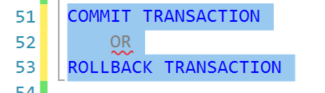 51 COMMIT TRANSACTION
52 OR
53 ROLLBACK TRANSACTION
54